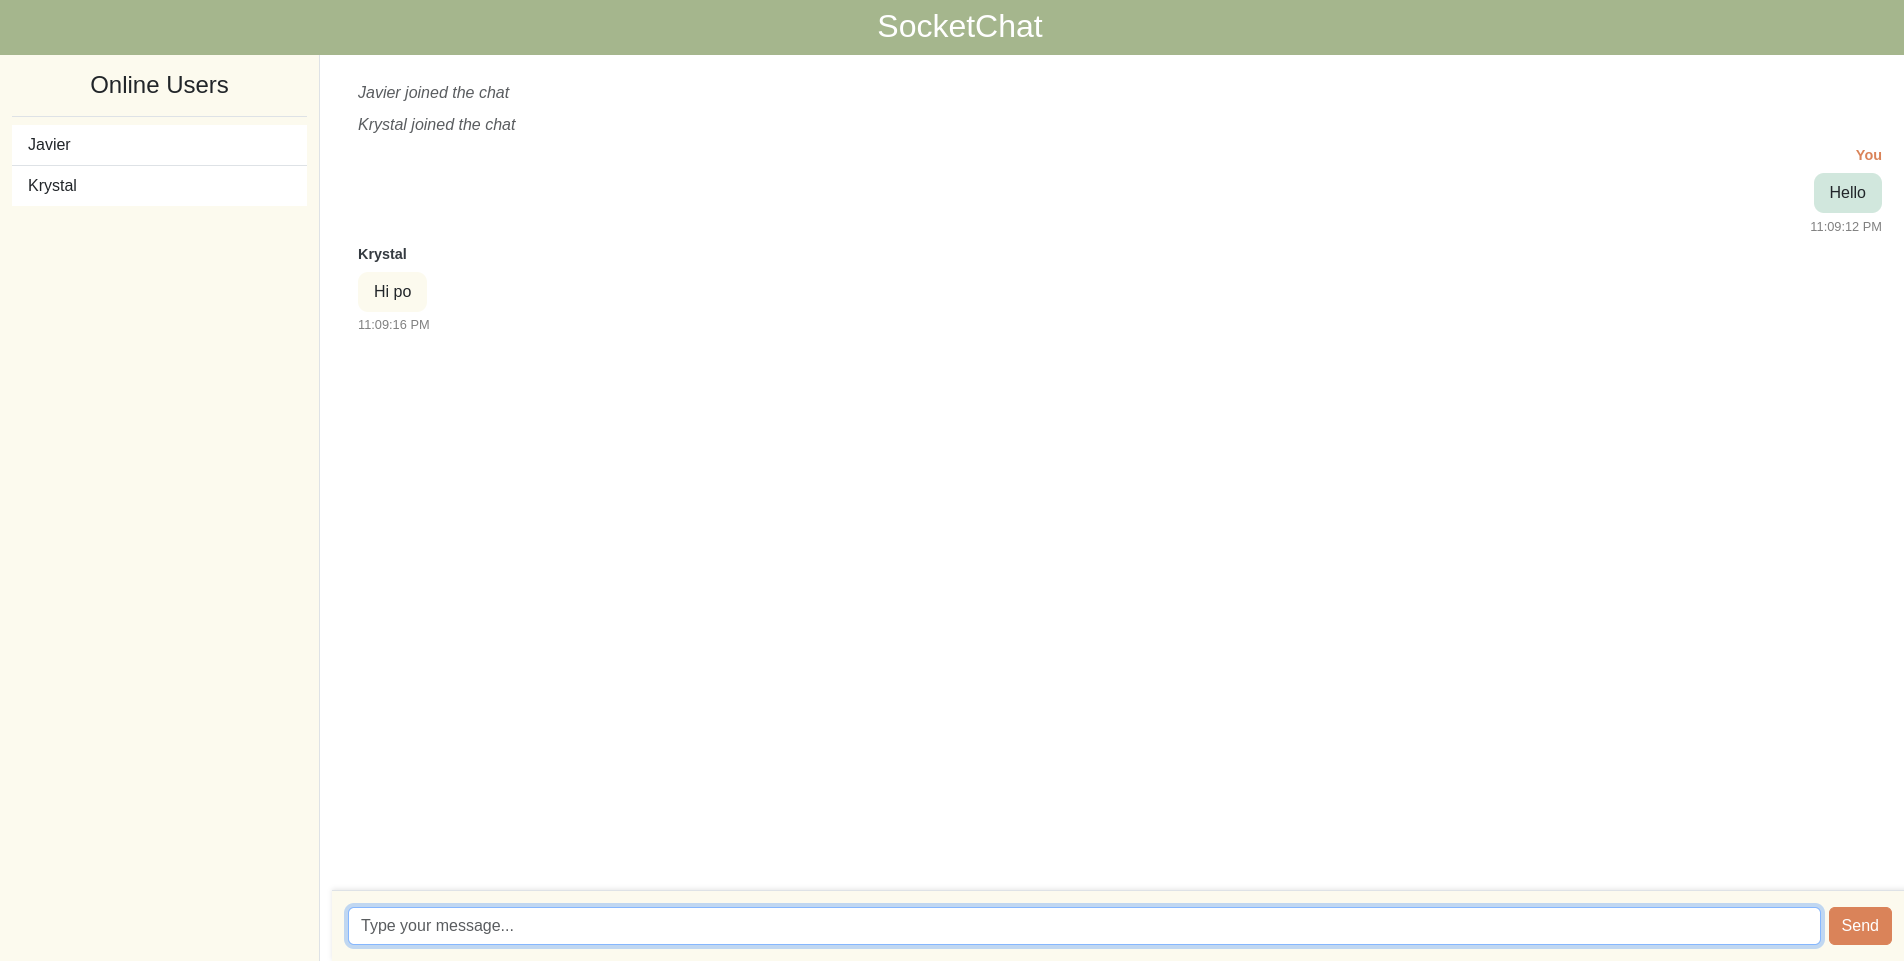 SocketChat
Online Users
Javier
Krystal
Javier joined the chat
Krystal joined the chat
You
Hello
11:09:12 PM
Krystal
Hi po
11:09:16 PM
Type your message...
Send